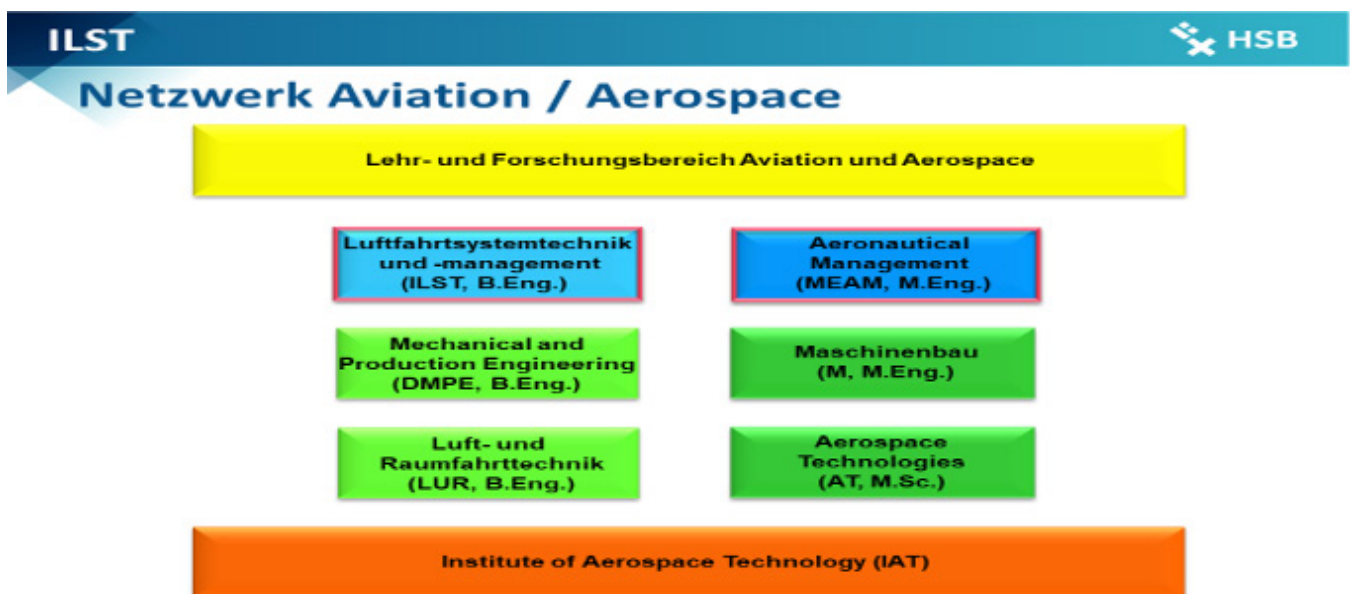 ILST
HSB
Netzwerk Aviation / Aerospace
Lehr- und Forschungsbereich Aviation und Aerospace
Luftfahrtsystemtechnik
und -management
(ILST, B.Eng.)
Aeronautical
Management
(MEAM, M.Eng.)
Mechanical and
Production Engineering
(DMPE, B.Eng.)
Maschinenbau
(M, M.Eng.)
Luft- und
Raumfahrttechnik
(LUR, B.Eng.)
Aerospace
Technologies
(AT, M.Sc.)
Institute of Aerospace Technology (IAT)